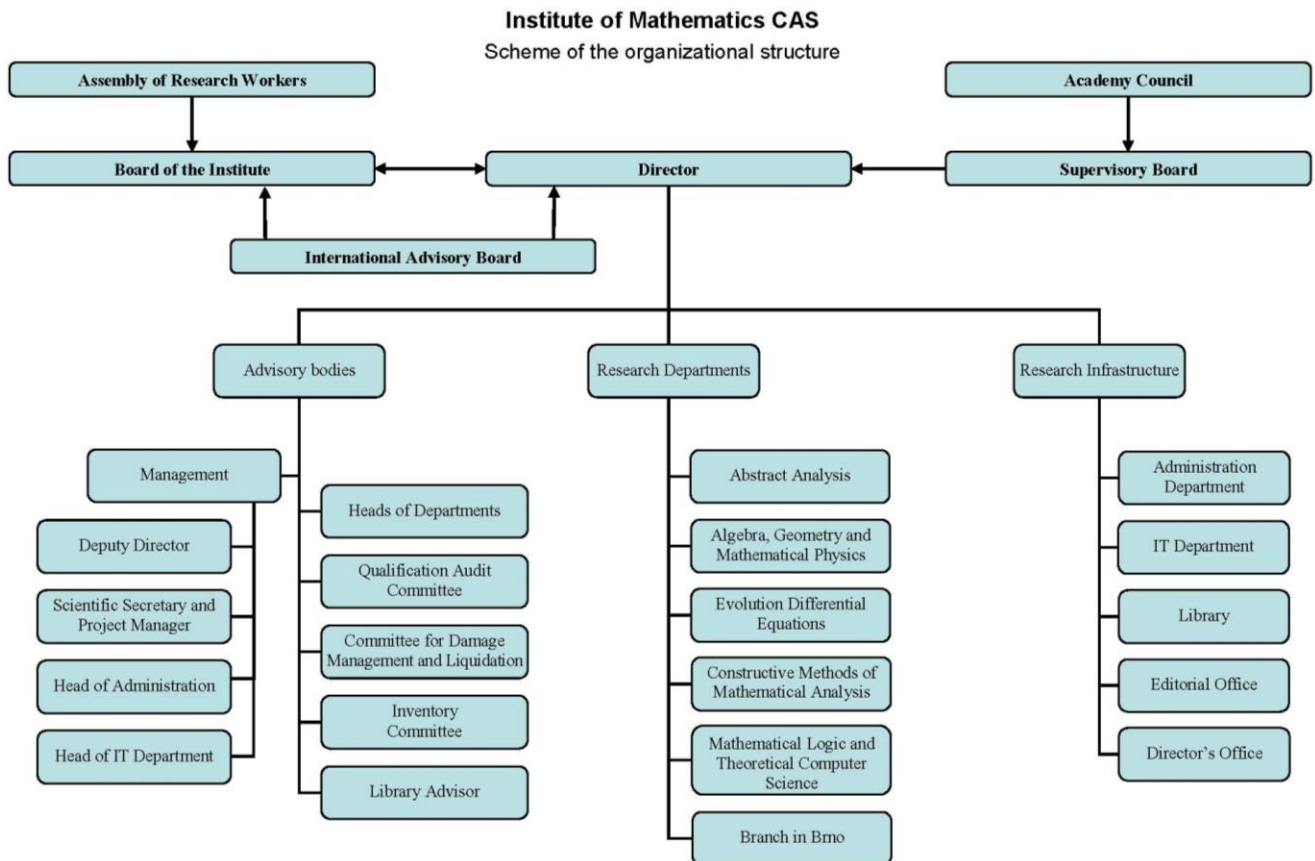 Institute of Mathematics CAS
Scheme of the organizational structure
Assembly of Research Workers
Academy Council
Board of the Institute
Director
Supervisory Board
International Advisory Board
Advisory bodies
Research Departments
Research Infrastructure
Management
Deputy Director
Scientific Secretary and
Project Manager
Head of Administration
Head of IT Department
Heads of Departments
Qualification Audit
Committee
Committee for Damage
Management and Liquidation
Inventory
Committee
Library Advisor
Abstract Analysis
Algebra, Geometry and
Mathematical Physics
Evolution Differential
Equations
Constructive Methods of
Mathematical Analysis
Mathematical Logic and
Theoretical Computer
Science
Branch in Brno
Administration
Department
IT Department
Library
Editorial Office
Director's Office